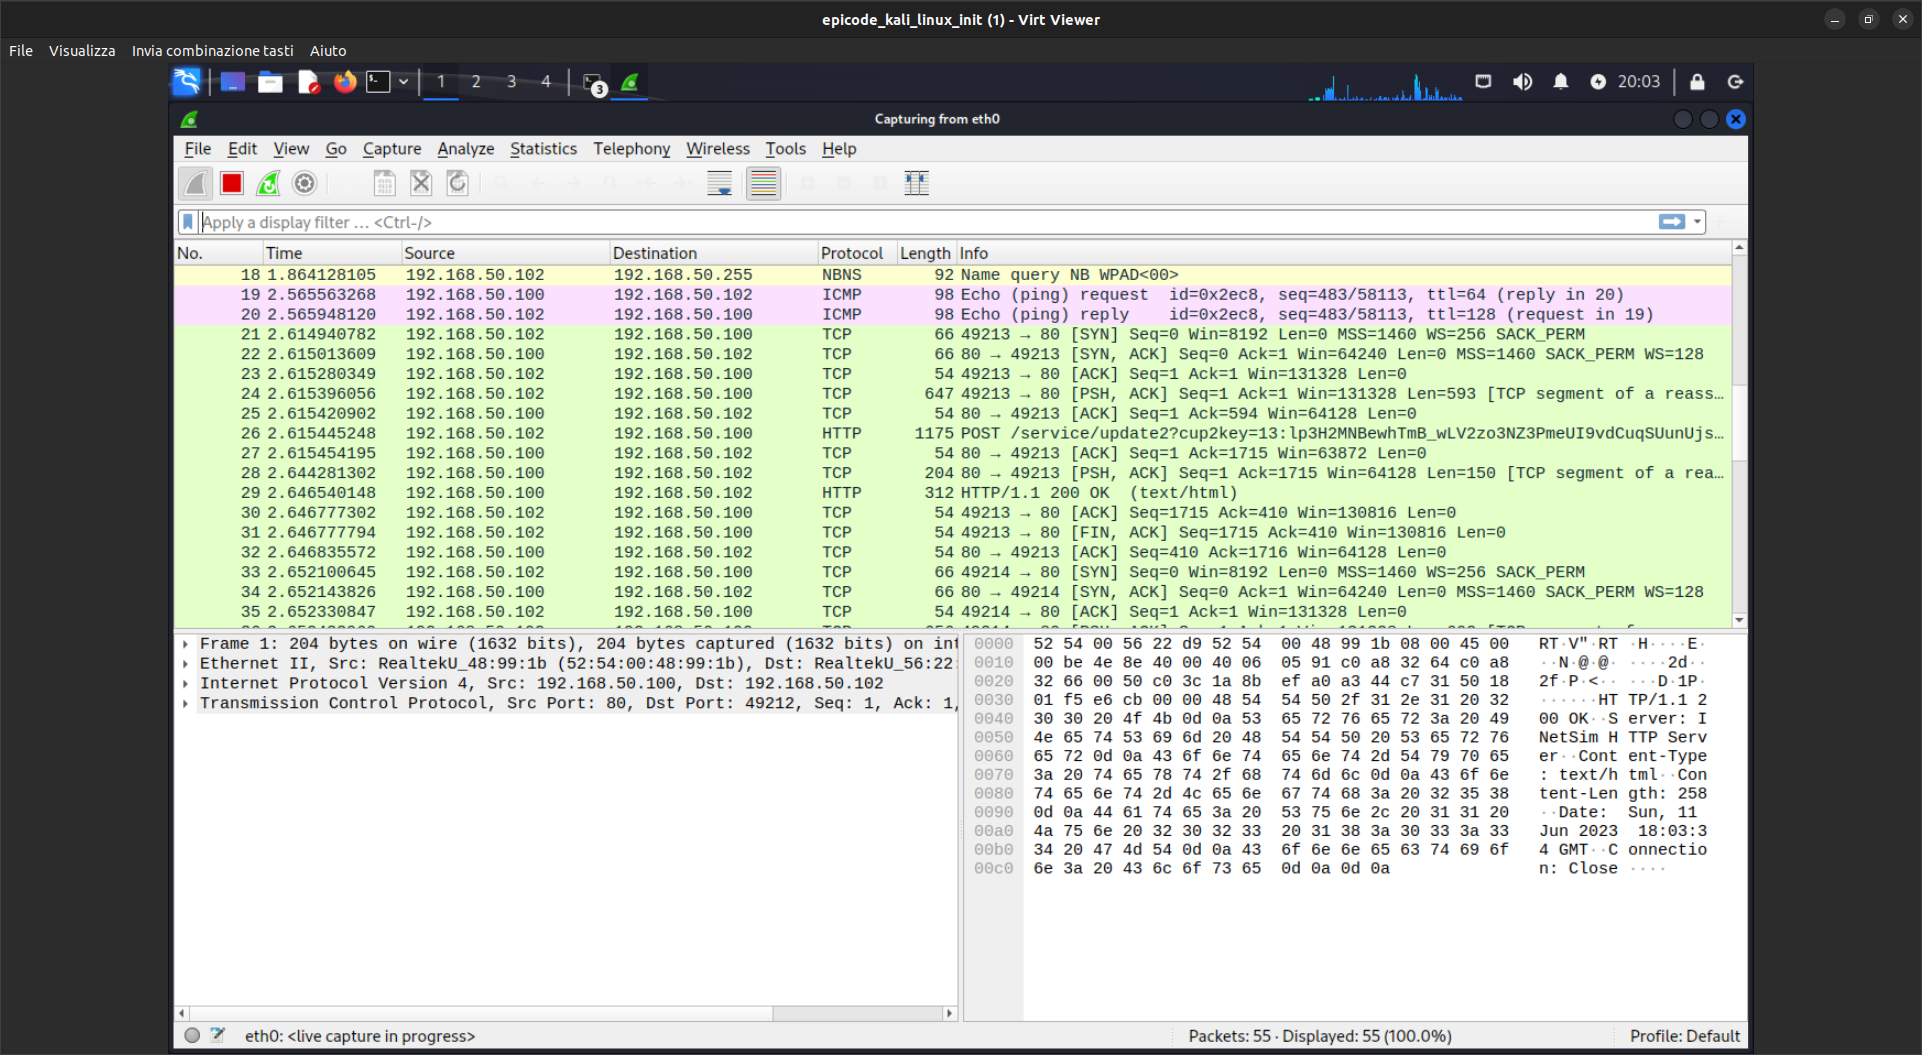 epicode_kali_linux_init (1) - Virt Viewer
File Visualizza Invia combinazione tasti Aiuto
1 2 3 4 3 20:03
Capturing from eth0
File Edit View Go Capture Analyze Statistics Telephony Wireless Tools Help
Apply a display filter ... <Ctrl-/>
No. Time Source Destination Protocol Length Info
18 1.864128105 192.168.50.102 192.168.50.255 NBNS 92 Name query NB WPAD<00>
19 2.565563268 192.168.50.100 192.168.50.102 ICMP 98 Echo (ping) request id=0x2ec8, seq=483/58113, ttl=64 (reply in 20)
20 2.565948120 192.168.50.102 192.168.50.100 ICMP 98 Echo (ping) reply id=0x2ec8, seq=483/58113, ttl=128 (request in 19)
21 2.614940782 192.168.50.102 192.168.50.100 TCP 66 49213 → 80 [SYN] Seq=0 Win=8192 Len=0 MSS=1460 WS=256 SACK_PERM
22 2.615013609 192.168.50.100 192.168.50.102 TCP 66 80 → 49213 [SYN, ACK] Seq=0 Ack=1 Win=64240 Len=0 MSS=1460 SACK_PERM WS=128
23 2.615280349 192.168.50.102 192.168.50.100 TCP 54 49213 → 80 [ACK] Seq=1 Ack=1 Win=131328 Len=0
24 2.615396056 192.168.50.102 192.168.50.100 TCP 647 49213 → 80 [PSH, ACK] Seq=1 Ack=1 Win=131328 Len=593 [TCP segment of a reass…
25 2.615420902 192.168.50.100 192.168.50.102 TCP 54 80 → 49213 [ACK] Seq=1 Ack=594 Win=64128 Len=0
26 2.615445248 192.168.50.102 192.168.50.100 HTTP 1175 POST /service/update2?cup2key=13:lp3H2MNBewhTmB_wLV2zo3NZ3PmeUI9vdCuqSUunUjs…
27 2.615454195 192.168.50.100 192.168.50.102 TCP 54 80 → 49213 [ACK] Seq=1 Ack=1715 Win=63872 Len=0
28 2.644281302 192.168.50.100 192.168.50.102 TCP 204 80 → 49213 [PSH, ACK] Seq=1 Ack=1715 Win=64128 Len=150 [TCP segment of a rea…
29 2.646540148 192.168.50.100 192.168.50.102 HTTP 312 HTTP/1.1 200 OK (text/html)
30 2.646777302 192.168.50.102 192.168.50.100 TCP 54 49213 → 80 [ACK] Seq=1715 Ack=410 Win=130816 Len=0
31 2.646777794 192.168.50.102 192.168.50.100 TCP 54 49213 → 80 [FIN, ACK] Seq=1715 Ack=410 Win=130816 Len=0
32 2.646835572 192.168.50.100 192.168.50.102 TCP 54 80 → 49213 [ACK] Seq=410 Ack=1716 Win=64128 Len=0
33 2.652100645 192.168.50.102 192.168.50.100 TCP 66 49214 → 80 [SYN] Seq=0 Win=8192 Len=0 MSS=1460 WS=256 SACK_PERM
34 2.652143826 192.168.50.100 192.168.50.102 TCP 66 80 → 49214 [SYN, ACK] Seq=0 Ack=1 Win=64240 Len=0 MSS=1460 SACK_PERM WS=128
35 2.652330847 192.168.50.102 192.168.50.100 TCP 54 49214 → 80 [ACK] Seq=1 Ack=1 Win=131328 Len=0
Frame 1: 204 bytes on wire (1632 bits), 204 bytes captured (1632 bits) on int
Ethernet II, Src: RealtekU_48:99:1b (52:54:00:48:99:1b), Dst: RealtekU_56:22:
Internet Protocol Version 4, Src: 192.168.50.100, Dst: 192.168.50.102
Transmission Control Protocol, Src Port: 80, Dst Port: 49212, Seq: 1, Ack: 1,
0000 52 54 00 56 22 d9 52 54 00 48 99 1b 08 00 45 00 RT·V"·RT ·H····E·
0010 00 be 4e 8e 40 00 40 06 05 91 c0 a8 32 64 c0 a8 ··N·@·@· ····2d··
0020 32 66 00 50 c0 3c 1a 8b ef a0 a3 44 c7 31 50 18 2f·P·<·· ···D·1P·
0030 01 f5 e6 cb 00 00 48 54 54 50 2f 31 2e 31 20 32 ······HT TP/1.1 2
0040 30 30 20 4f 4b 0d 0a 53 65 72 76 65 72 3a 20 49 00 OK··S erver: I
0050 4e 65 74 53 69 6d 20 48 54 54 50 20 53 65 72 76 NetSim H TTP Serv
0060 65 72 0d 0a 43 6f 6e 74 65 6e 74 2d 54 79 70 65 er··Cont ent-Type
0070 3a 20 74 65 78 74 2f 68 74 6d 6c 0d 0a 43 6f 6e : text/h tml··Con
0080 74 65 6e 74 2d 4c 65 6e 67 74 68 3a 20 32 35 38 tent-Len gth: 258
0090 0d 0a 44 61 74 65 3a 20 53 75 6e 2c 20 31 31 20 ··Date: Sun, 11
00a0 4a 75 6e 20 32 30 32 33 20 31 38 3a 30 33 3a 33 Jun 2023 18:03:3
00b0 34 20 47 4d 54 0d 0a 43 6f 6e 6e 65 63 74 69 6f 4 GMT··C onnectio
00c0 6e 3a 20 43 6c 6f 73 65 0d 0a 0d 0a n: Close ····
eth0: <live capture in progress> Packets: 55 · Displayed: 55 (100.0%) Profile: Default